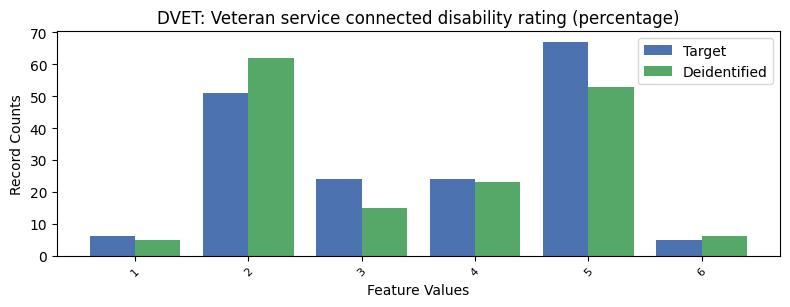 DVET: Veteran service connected disability rating (percentage)
Target
Deidentified
Record Counts
70
60
50
40
30
20
10
0
1 2 3 4 5 6
Feature Values